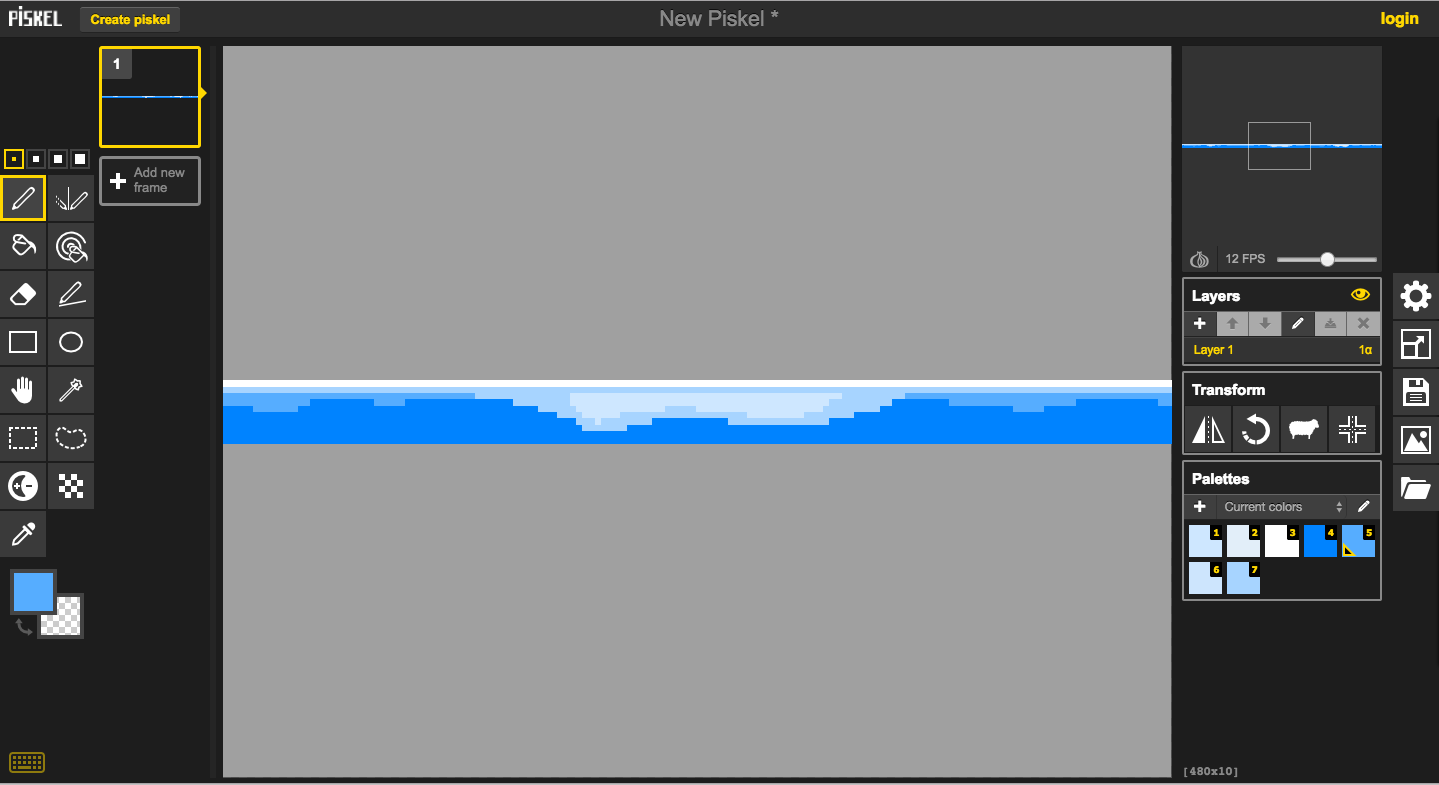 PiSKEL
Create piskel
New Piskel *
login
1
Add new
frame
12 FPS
Layers
Layer 1
1α
Transform
Palettes
Current colors
1 2 3 4 5
6 7
[480x10]